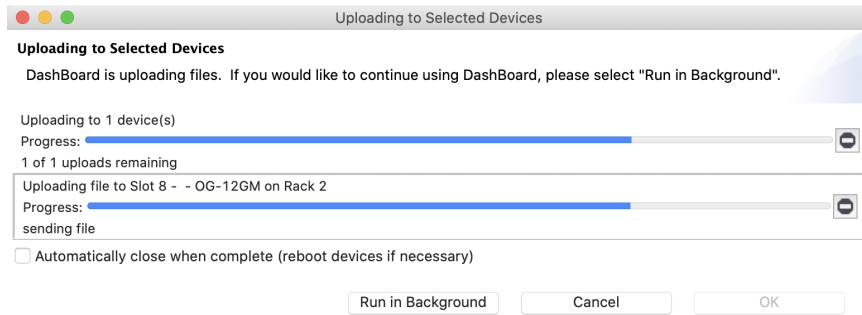 Uploading to Selected Devices
Uploading to Selected Devices
DashBoard is uploading files.  If you would like to continue using DashBoard, please select "Run in Background".
Uploading to 1 device(s)
Progress:
1 of 1 uploads remaining
Uploading file to Slot 8 -  - OG-12GM on Rack 2
Progress:
sending file
Automatically close when complete (reboot devices if necessary)
Run in Background Cancel OK